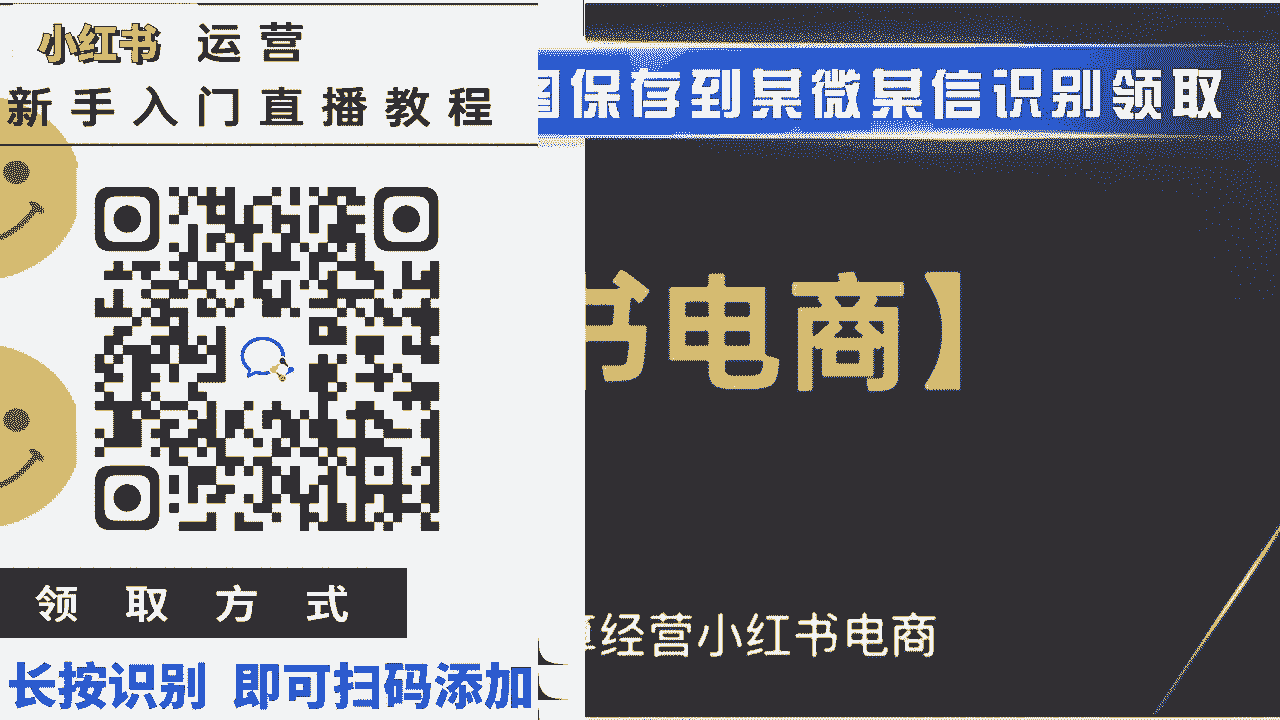 小红书 运营
新手入门直播教程
领取方式
长按识别 即可扫码添加
图保存到某微某信识别领取
书电商】
经营小红书电商